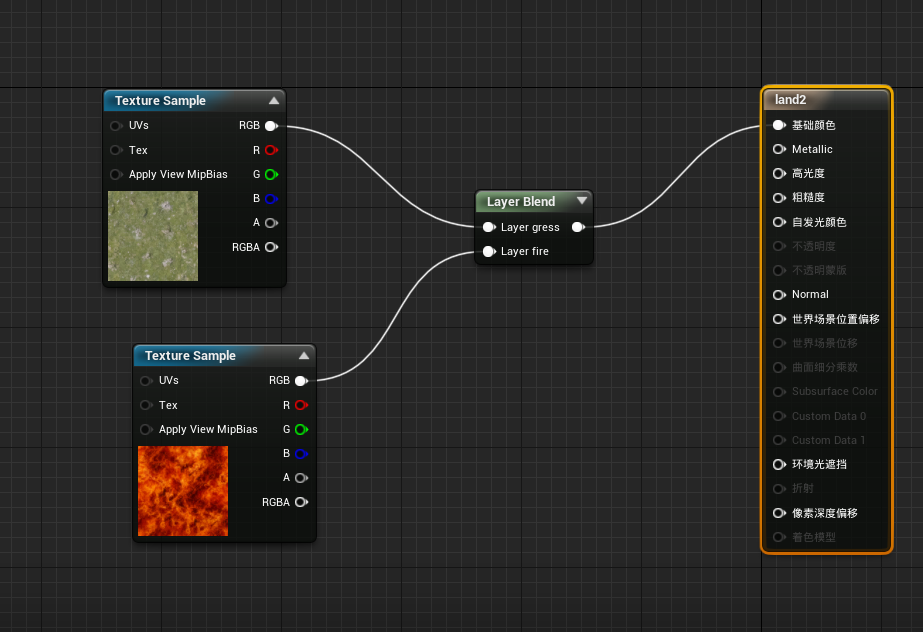 Texture Sample
UVs RGB
Tex R
Apply View MipBias G
B
A
RGBA
Texture Sample
UVs RGB
Tex R
Apply View MipBias G
B
A
RGBA
Layer Blend
Layer gress
Layer fire
land2
基础颜色
Metallic
高光度
粗糙度
自发光颜色
不透明度
不透明蒙版
Normal
世界场景位置偏移
世界场景位移
曲面细分乘数
Subsurface Color
Custom Data 0
Custom Data 1
环境光遮挡
折射
像素深度偏移
着色模型